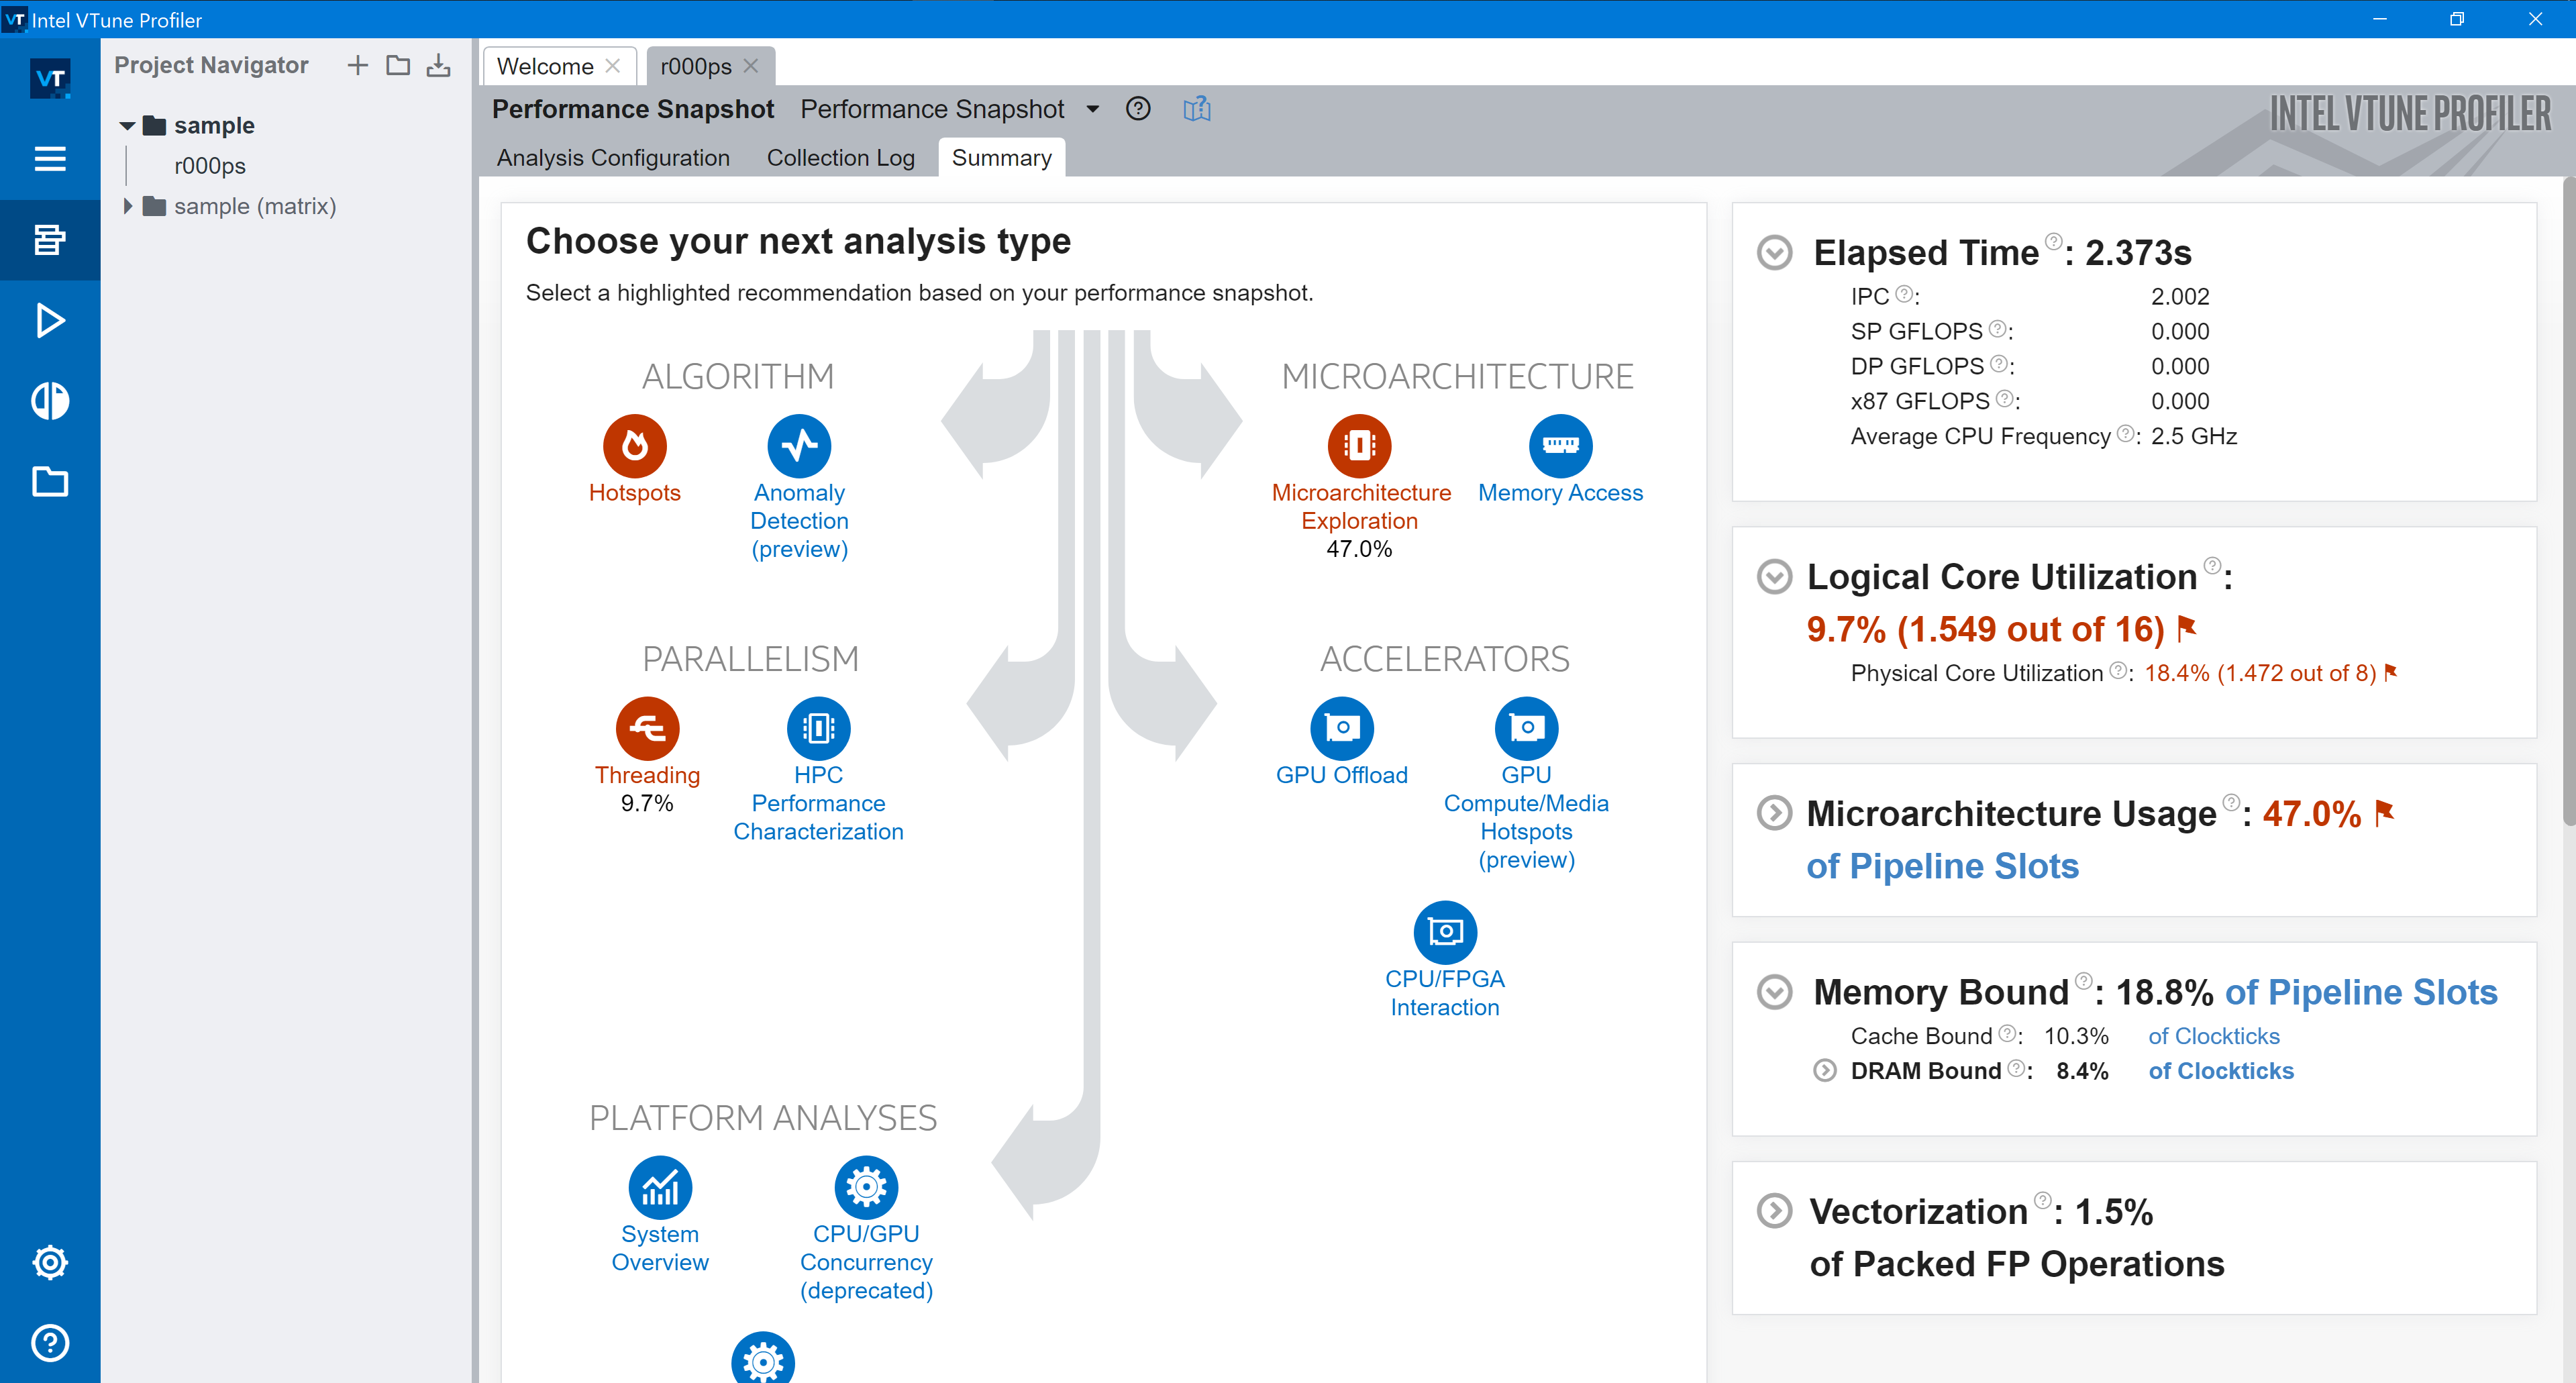 VT Intel VTune Profiler
VT
Project Navigator
sample
r000ps
sample (matrix)
Welcome
r000ps
Performance Snapshot Performance Snapshot
INTEL VTUNE PROFILER
Analysis Configuration Collection Log Summary
Choose your next analysis type
Select a highlighted recommendation based on your performance snapshot.
ALGORITHM
Hotspots
Anomaly
Detection
(preview)
MICROARCHITECTURE
Microarchitecture
Exploration
47.0%
Memory Access
PARALLELISM
Threading
9.7%
HPC
Performance
Characterization
ACCELERATORS
GPU Offload
GPU
Compute/Media
Hotspots
(preview)
CPU/FPGA
Interaction
PLATFORM ANALYSES
System
Overview
CPU/GPU
Concurrency
(deprecated)
Elapsed Time ?: 2.373s
IPC ?: 2.002
SP GFLOPS ?: 0.000
DP GFLOPS ?: 0.000
x87 GFLOPS ?: 0.000
Average CPU Frequency ?: 2.5 GHz
Logical Core Utilization ?:
9.7% (1.549 out of 16)
Physical Core Utilization ?: 18.4% (1.472 out of 8)
Microarchitecture Usage ?: 47.0%
of Pipeline Slots
Memory Bound ?: 18.8% of Pipeline Slots
Cache Bound ?: 10.3% of Clockticks
DRAM Bound ?: 8.4% of Clockticks
Vectorization ?: 1.5%
of Packed FP Operations